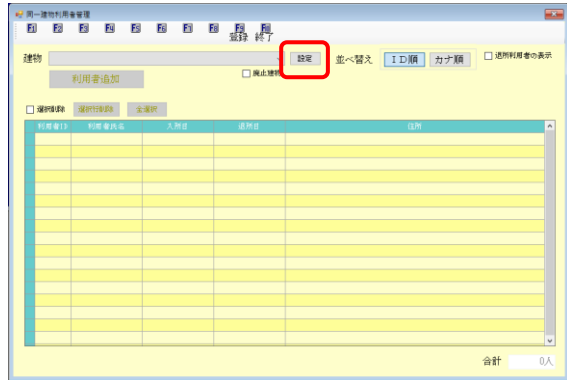 同一建物利用者管理
F1 F2 F3 F4 F5 F6 F7 F8 F9 F10
登録 終了
建物 設定 並べ替え ＩＤ順 カナ順 退所利用者の表示
利用者追加 廃止建物
選択削除 選択行削除 全選択
利用者ID 利用者氏名 入所日 退所日 住所
合計 0人